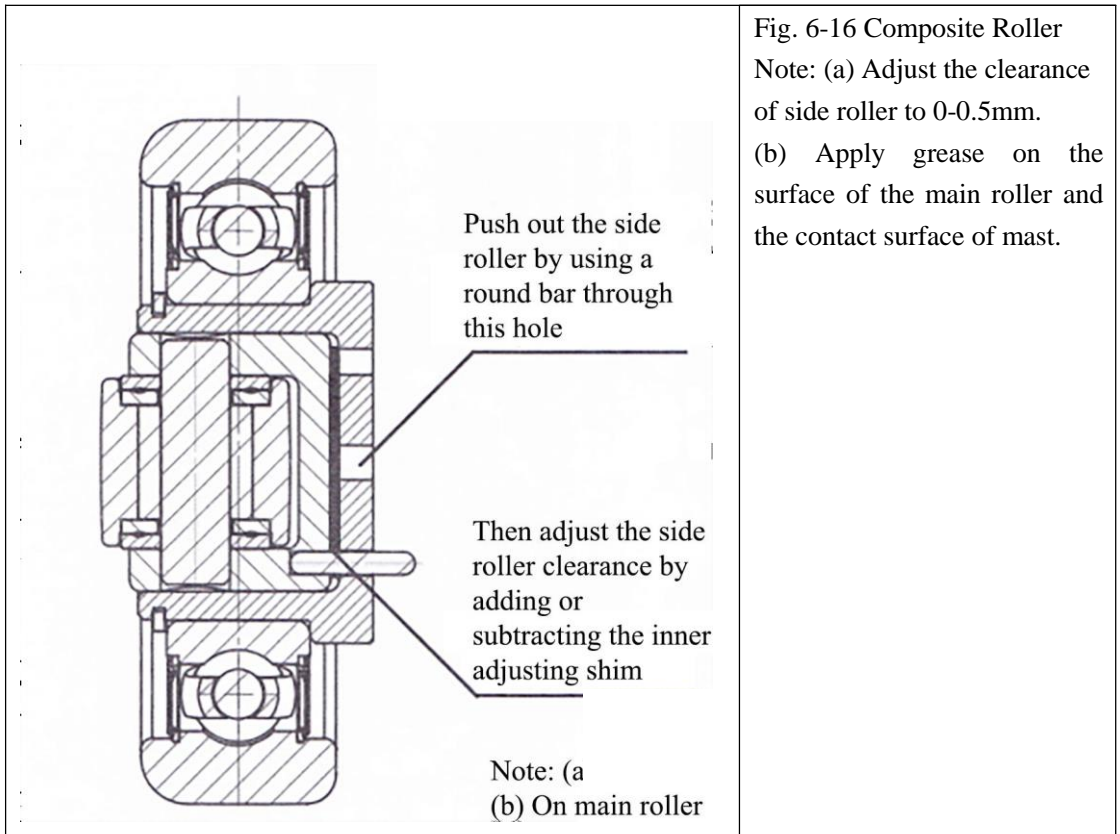 Fig. 6-16 Composite Roller
Note: (a) Adjust the clearance
of side roller to 0-0.5mm.
(b) Apply grease on the
surface of the main roller and
the contact surface of mast.
Push out the side
roller by using a
round bar through
this hole
Then adjust the side
roller clearance by
adding or
subtracting the inner
adjusting shim
Note: (a
(b) On main roller